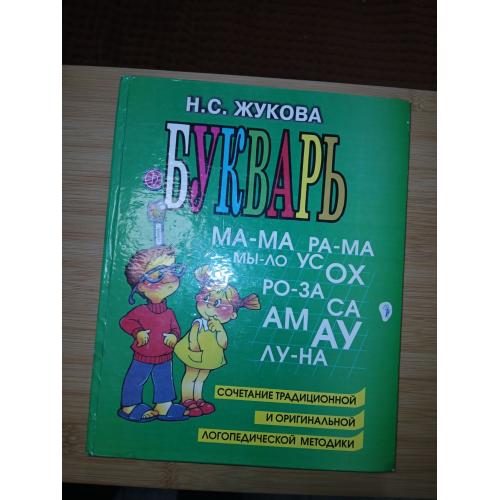 Н.С. ЖУКОВА
БУКВАРЬ
МА-МА РА-МА
МЫ-ЛО УС ОХ
РО-ЗА СА
АМ АУ
ЛУ-НА
СОЧЕТАНИЕ ТРАДИЦИОННОЙ
И ОРИГИНАЛЬНОЙ
ЛОГОПЕДИЧЕСКОЙ МЕТОДИКИ